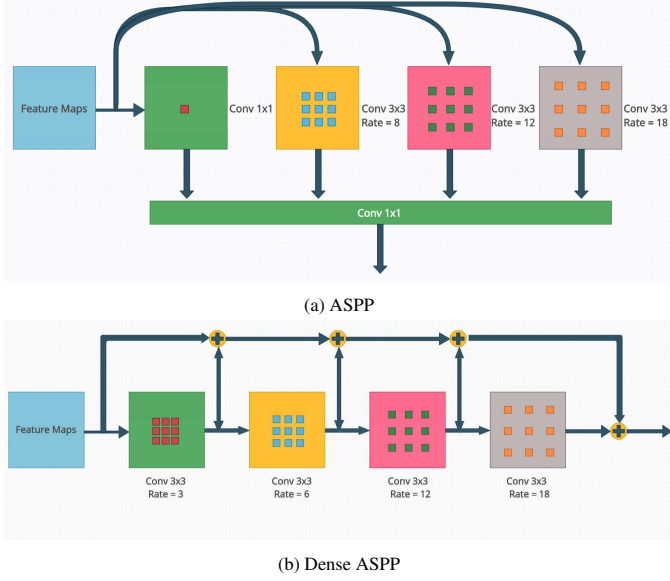 Feature Maps
Conv 1x1
Conv 3x3
Rate = 8
Conv 3x3
Rate = 12
Conv 3x3
Rate = 18
Conv 1x1
(a) ASPP
Feature Maps
Conv 3x3
Rate = 3
Conv 3x3
Rate = 6
Conv 3x3
Rate = 12
Conv 3x3
Rate = 18
(b) Dense ASPP